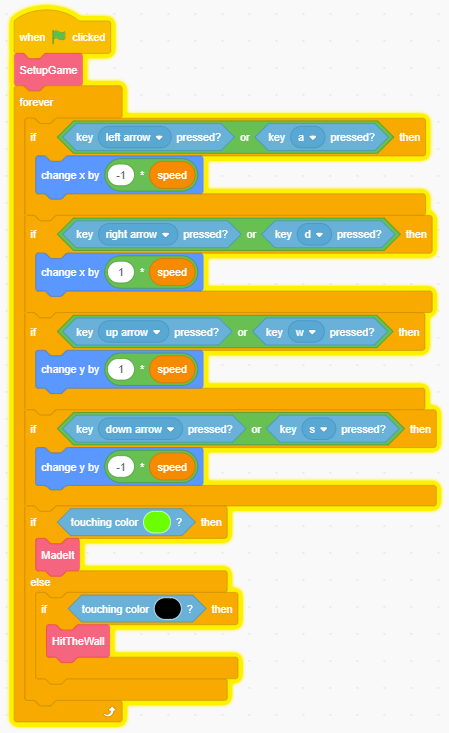 when clicked
SetupGame
forever
if key left arrow pressed? or key a pressed? then
change x by -1 * speed
if key right arrow pressed? or key d pressed? then
change x by 1 * speed
if key up arrow pressed? or key w pressed? then
change y by 1 * speed
if key down arrow pressed? or key s pressed? then
change y by -1 * speed
if touching color ? then
MadeIt
else
if touching color ? then
HitTheWall